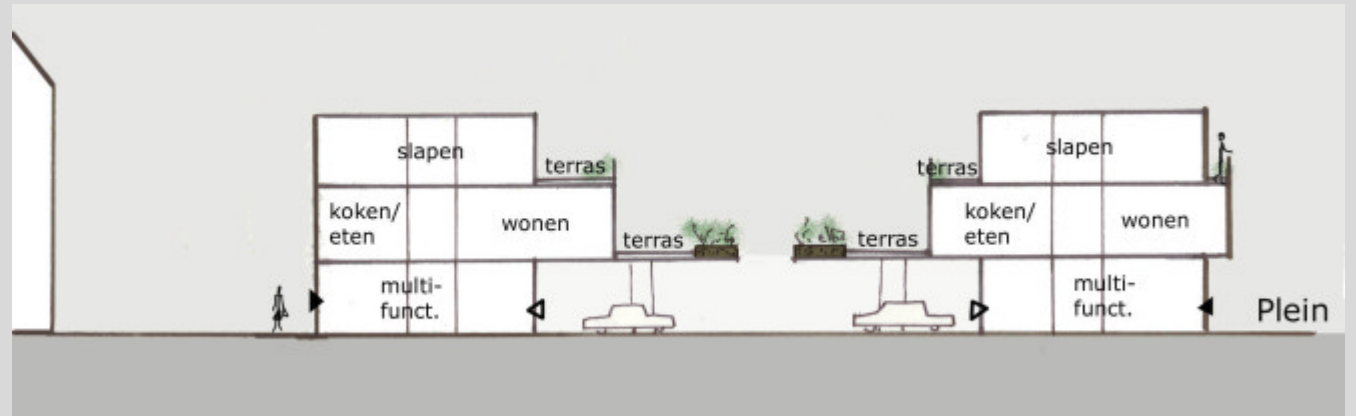 slapen
terras
koken/
eten
wonen
terras
multi-
funct.
slapen
terras
koken/
eten
wonen
terras
multi-
funct.
Plein